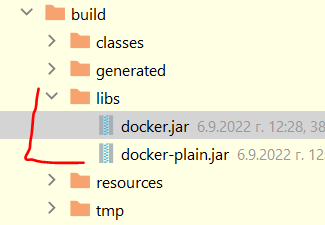 build
classes
generated
libs
docker.jar 6.9.2022 г. 12:28, 38
docker-plain.jar 6.9.2022 г. 12
resources
tmp